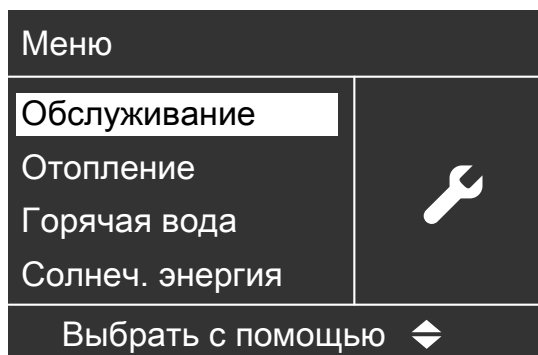 Меню
Обслуживание
Отопление
Горячая вода
Солнеч. энергия
Выбрать с помощью